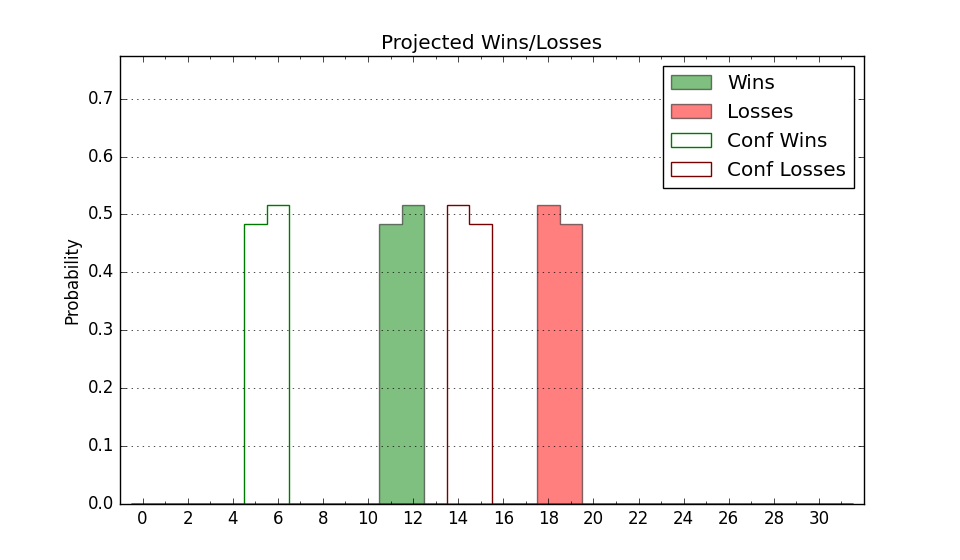 Projected Wins/Losses
Wins
Losses
Conf Wins
Conf Losses
Probability
0.7
0.6
0.5
0.4
0.3
0.2
0.1
0.0
0 2 4 6 8 10 12 14 16 18 20 22 24 26 28 30